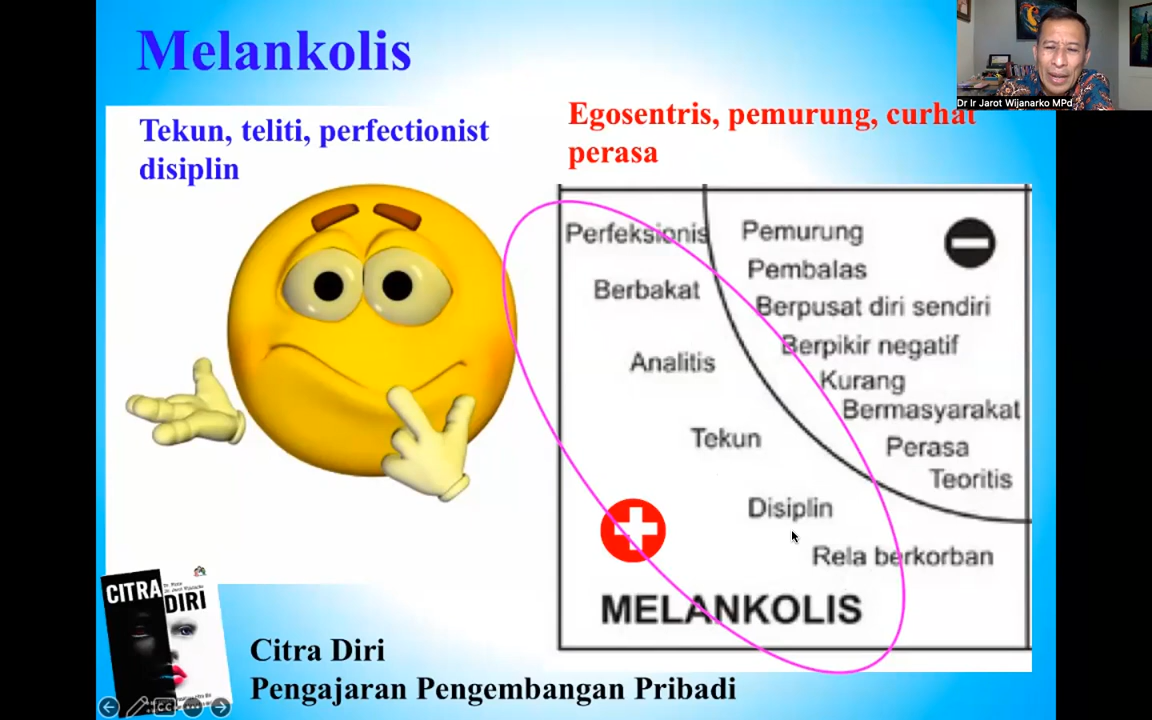 Melankolis
Dr Ir Jarot Wijanarko MPd
Tekun, teliti, perfectionist
disiplin
Egosentris, pemurung, curhat
perasa
Perfeksionis
Berbakat
Analitis
Tekun
Disiplin
Rela berkorban
Pemurung
Pembalas
Berpusat diri sendiri
Berpikir negatif
Kurang
Bermasyarakat
Perasa
Teoritis
MELANKOLIS
CITRA
DIRI
Citra Diri
Pengajaran Pengembangan Pribadi
CC